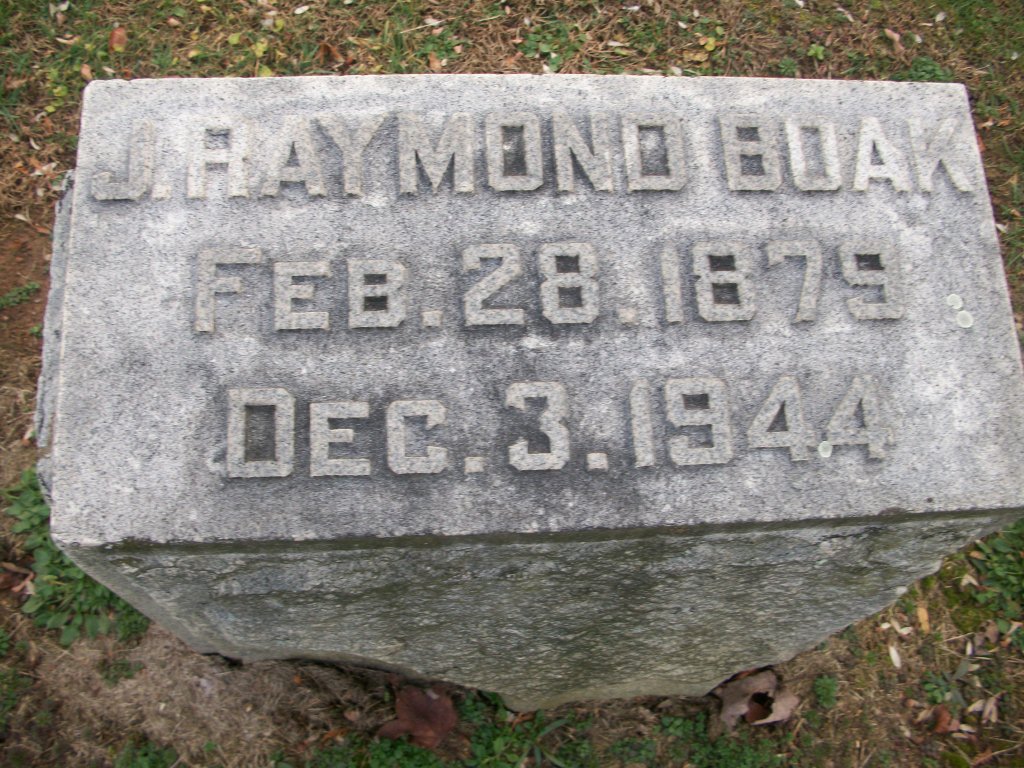 J. RAYMOND BOAK
FEB. 28. 1879
DEC. 3. 1944